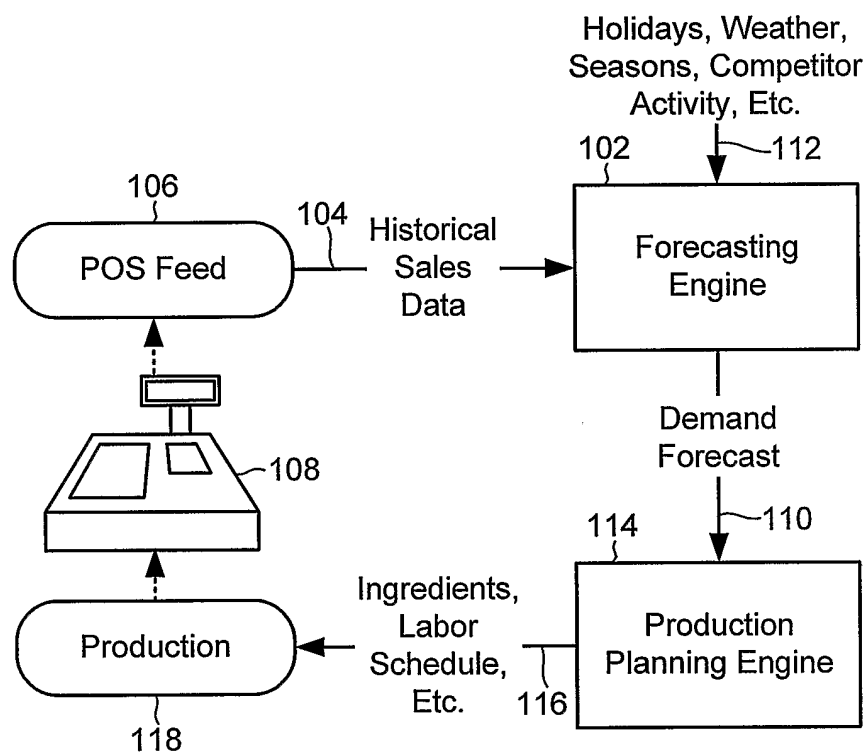 Holidays, Weather,
Seasons, Competitor
Activity, Etc.
102
112
106
104
POS Feed
Historical
Sales
Data
Forecasting
Engine
Demand
Forecast
108
110
114
Ingredients,
Labor
Schedule,
Etc.
Production
Production
Planning Engine
116
118